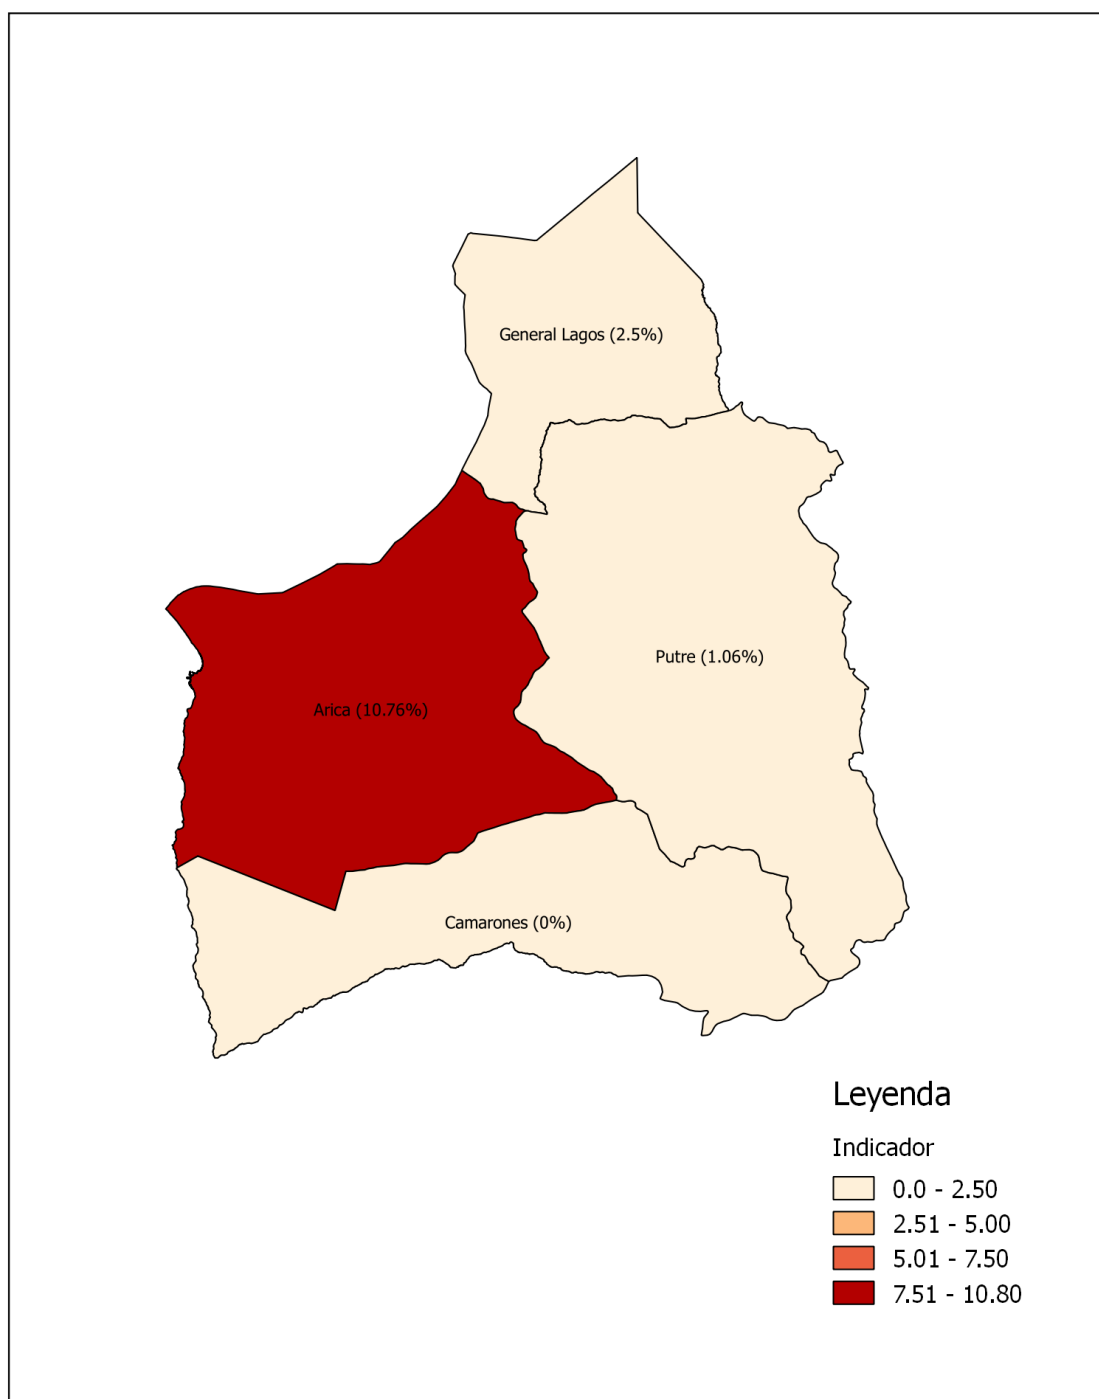 General Lagos (2.5%)
Putre (1.06%)
Arica (10.76%)
Camarones (0%)
Leyenda
Indicador
0.0 - 2.50
2.51 - 5.00
5.01 - 7.50
7.51 - 10.80